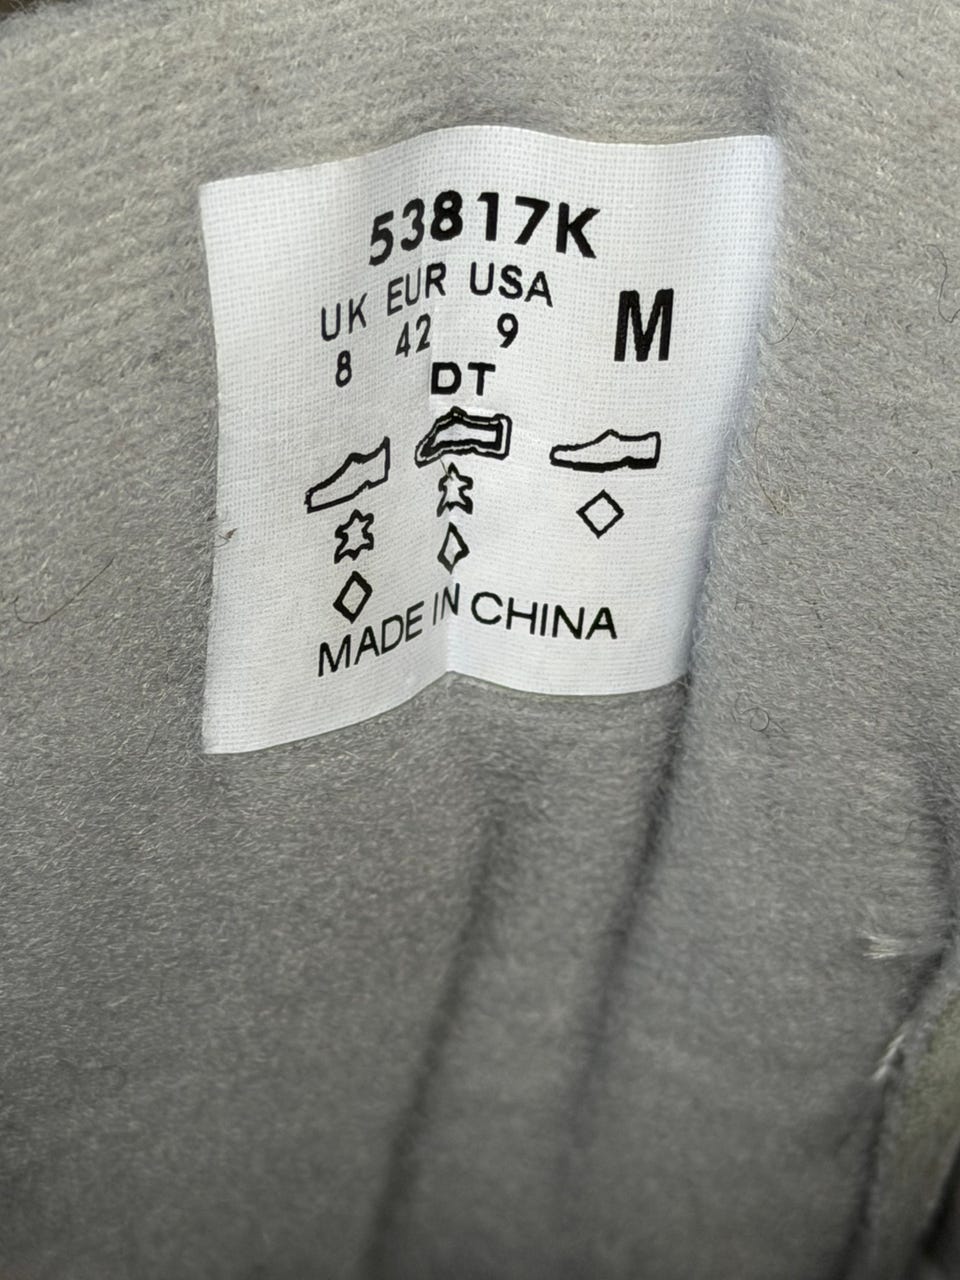 53817K
UK EUR USA M
8 42 9
DT
MADE IN CHINA